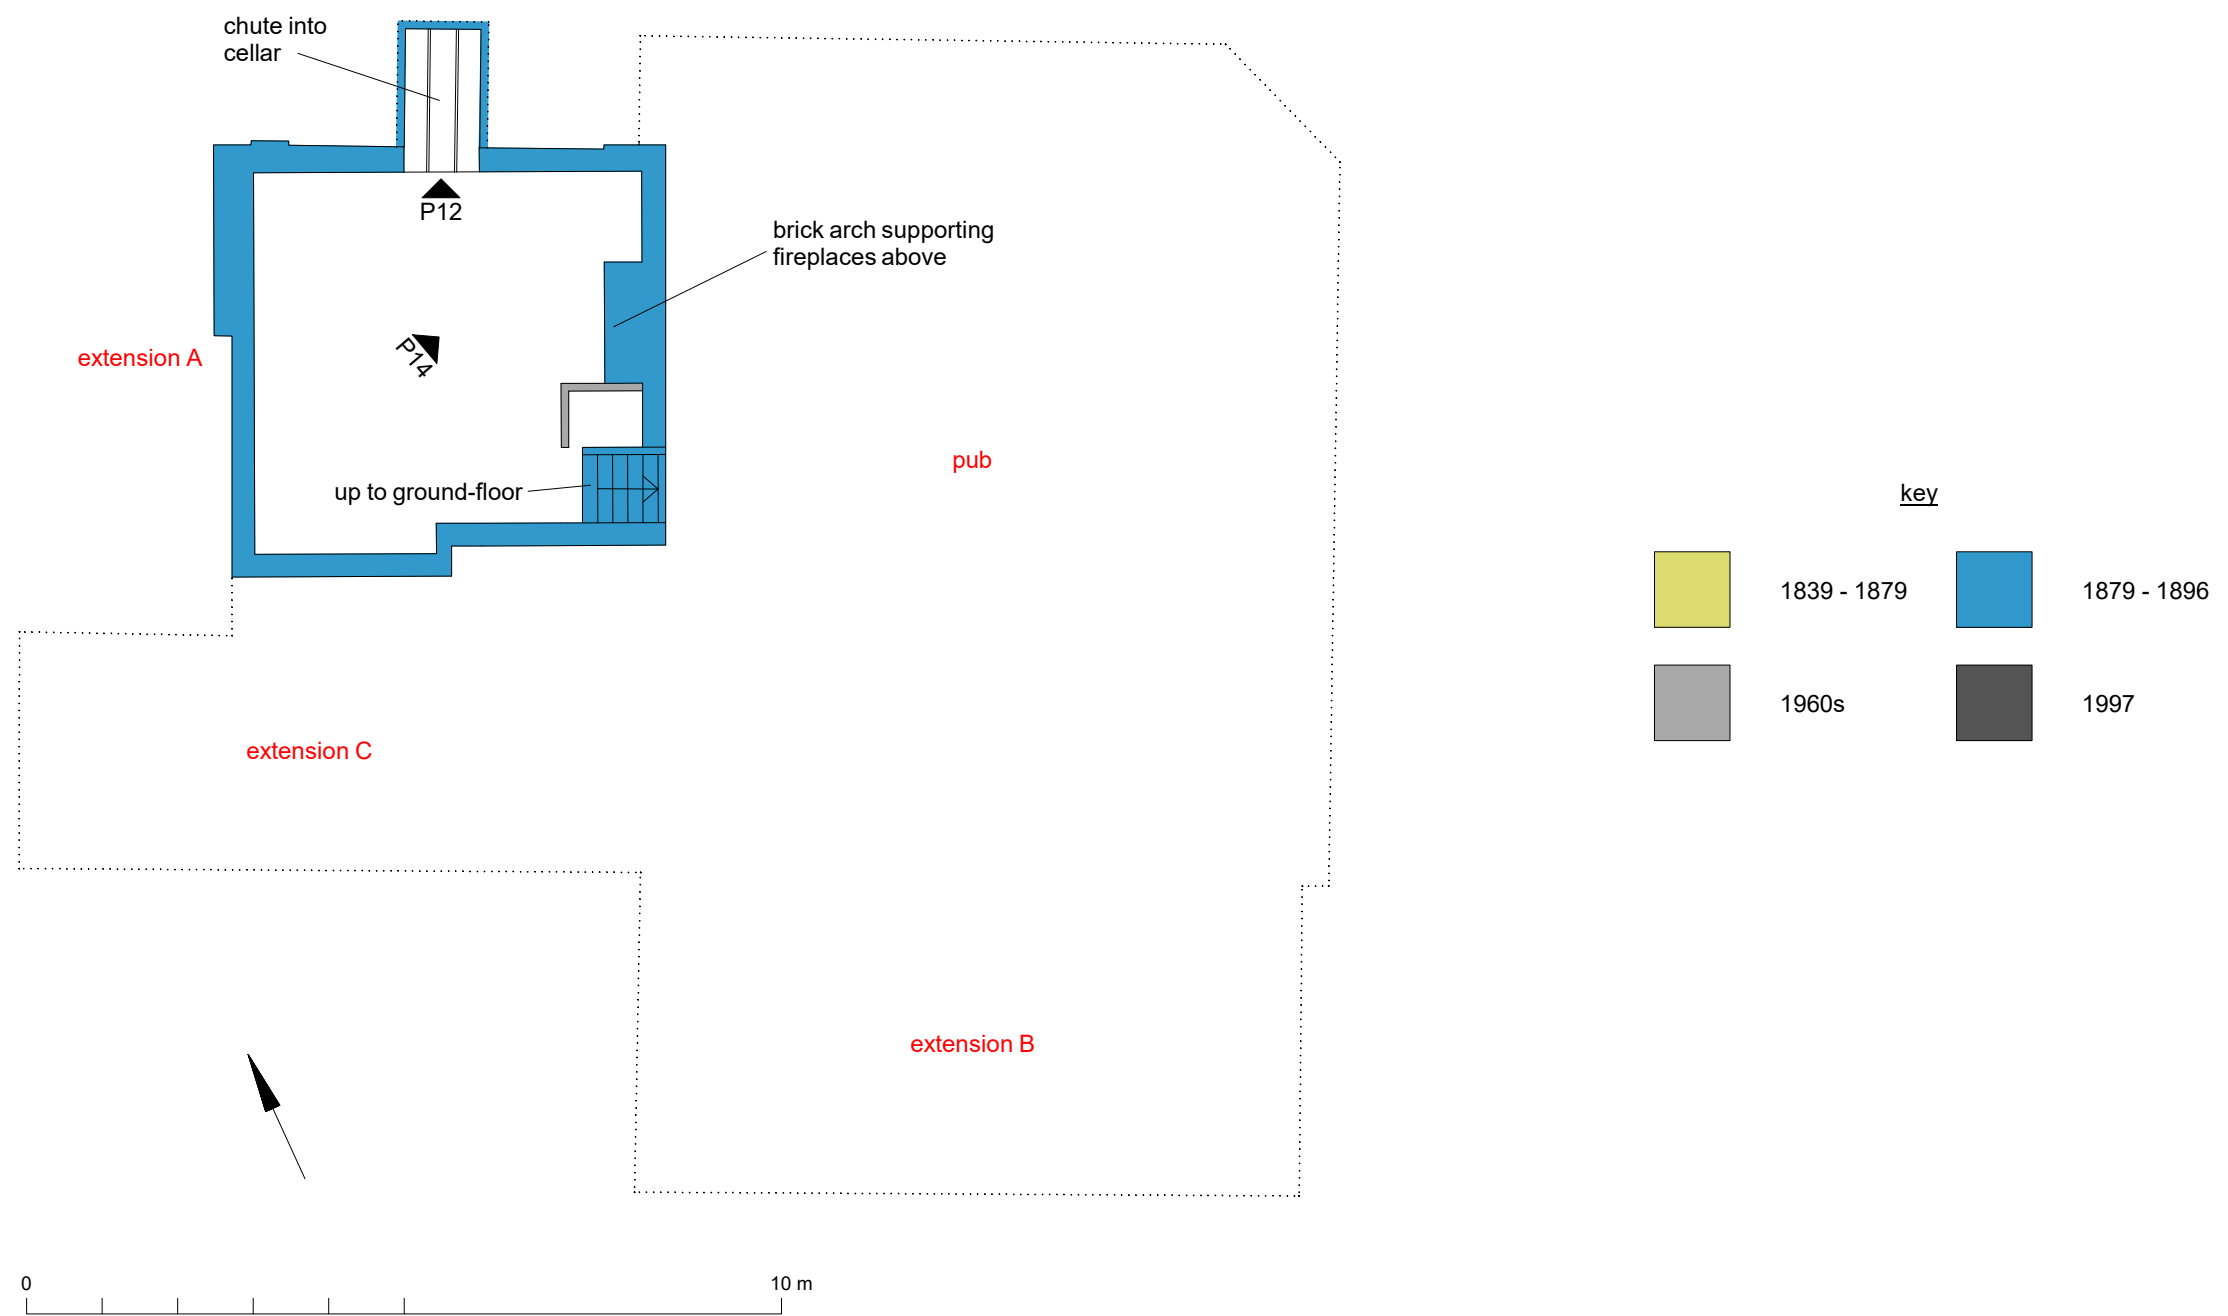 chute into
cellar
P12
brick arch supporting
fireplaces above
P14
extension A
pub
up to ground-floor
key
1839 - 1879
1879 - 1896
1960s
1997
extension C
extension B
0
10 m